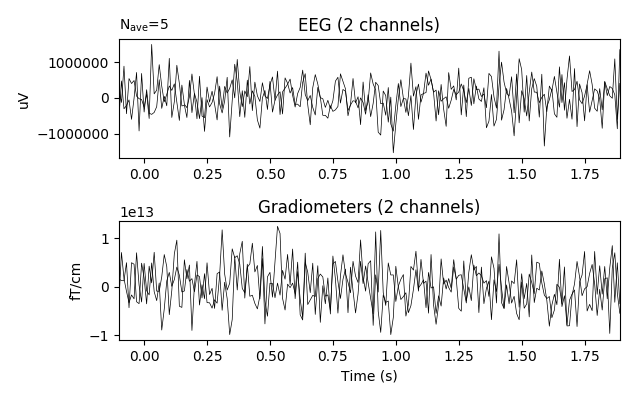 N_ave=5
EEG (2 channels)
1000000
0
−1000000
uV
0.00 0.25 0.50 0.75 1.00 1.25 1.50 1.75
1e13
Gradiometers (2 channels)
1
0
−1
fT/cm
0.00 0.25 0.50 0.75 1.00 1.25 1.50 1.75
Time (s)